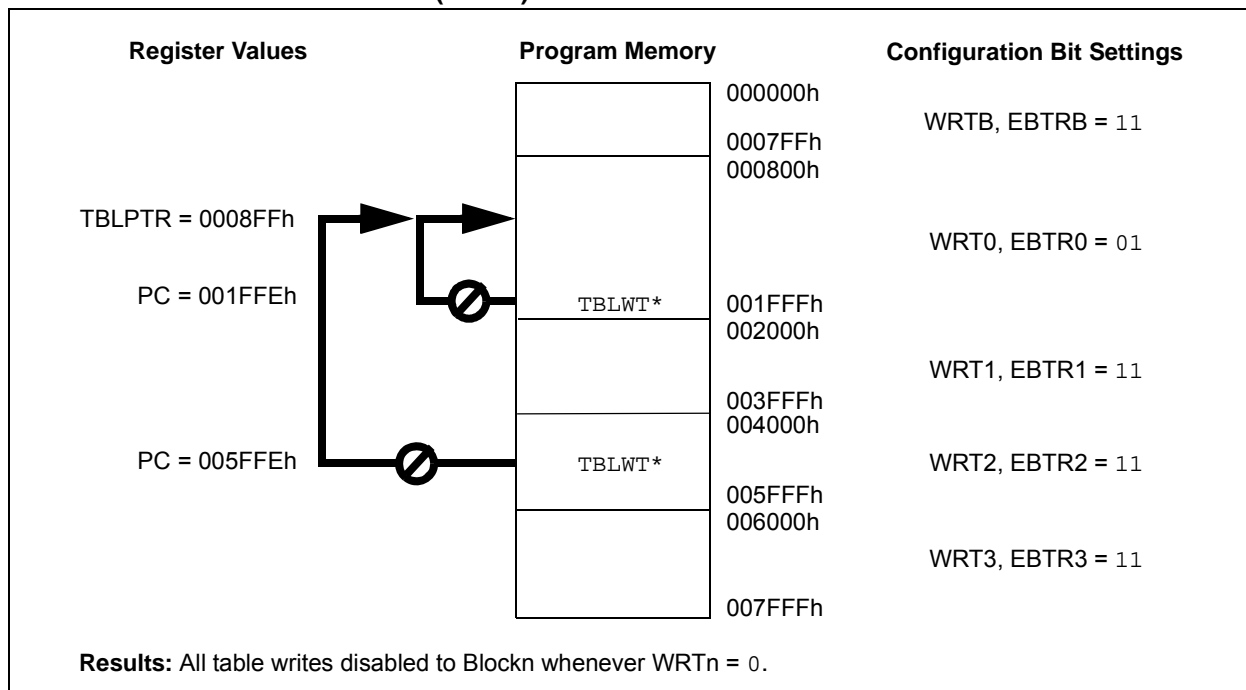 Register Values Program Memory Configuration Bit Settings
000000h
WRTB, EBTRB = 11
0007FFh
000800h
TBLPTR = 0008FFh
WRT0, EBTR0 = 01
PC = 001FFEh TBLWT* 001FFFh
002000h
WRT1, EBTR1 = 11
003FFFh
004000h
PC = 005FFEh TBLWT* WRT2, EBTR2 = 11
005FFFh
006000h
WRT3, EBTR3 = 11
007FFFh
Results: All table writes disabled to Blockn whenever WRTn = 0.